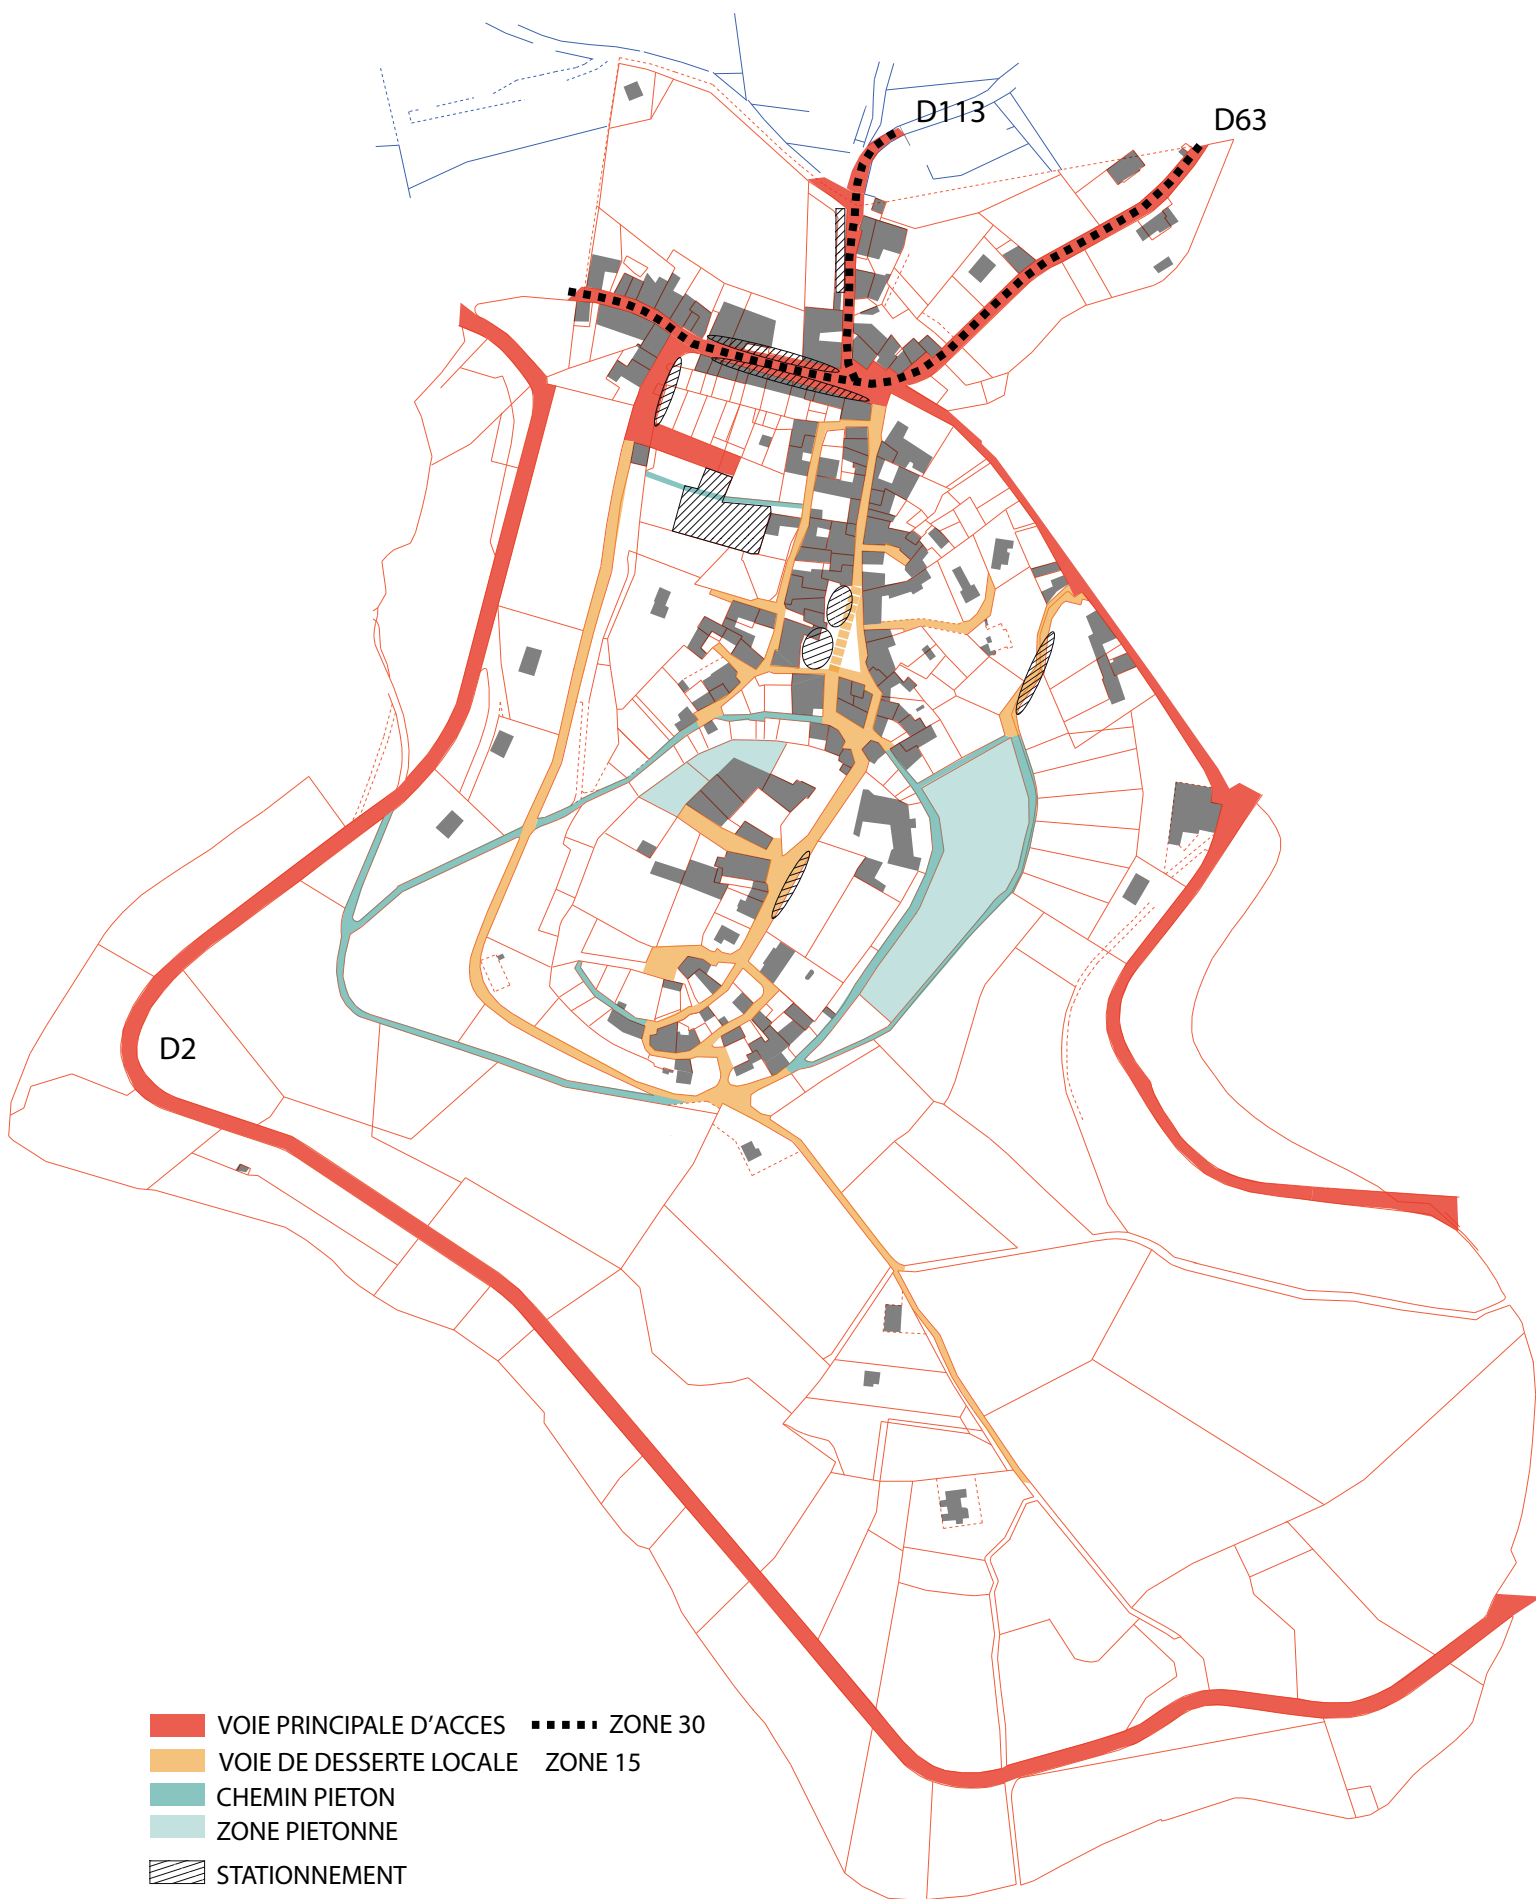 D113
D63
D2
VOIE PRINCIPALE D'ACCES ZONE 30
VOIE DE DESSERTE LOCALE ZONE 15
CHEMIN PIETON
ZONE PIETONNE
STATIONNEMENT